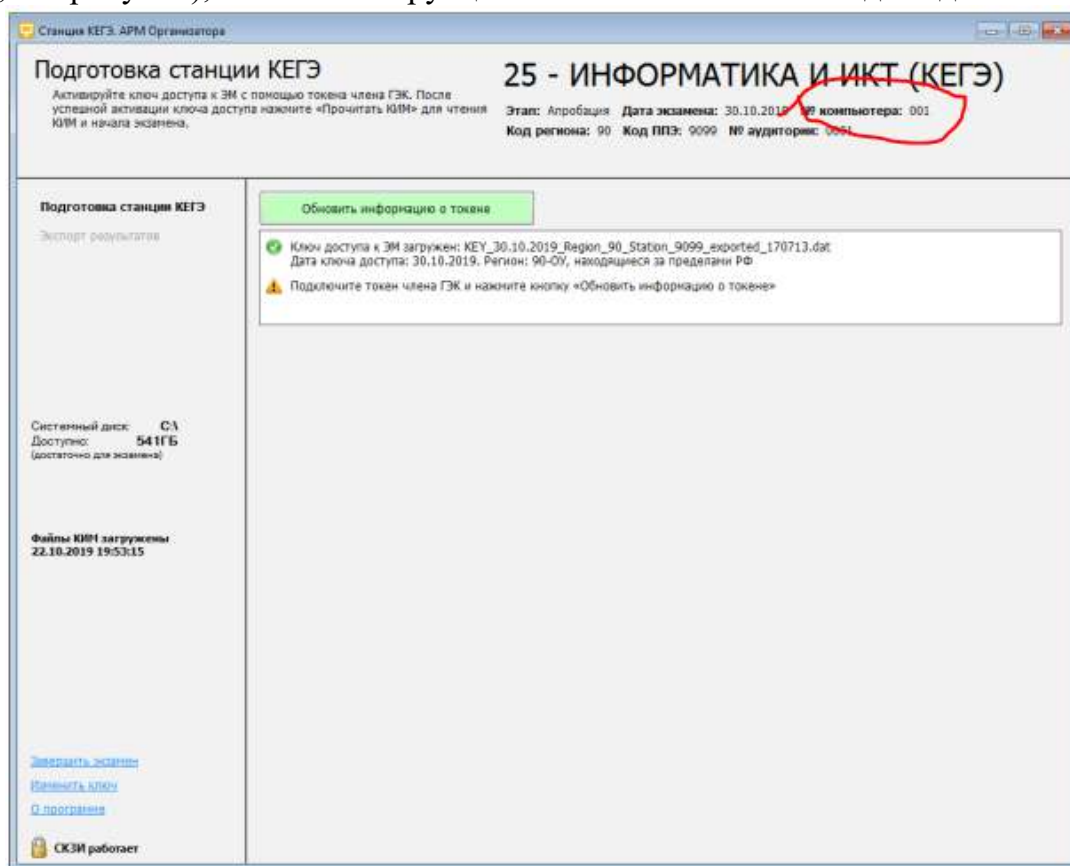 Станция КЕГЭ. АРМ Организатора
Подготовка станции КЕГЭ
Активируйте ключ доступа к ЭМ с помощью токена члена ГЭК. После
успешной активации ключа доступа нажмите «Прочитать КИМ» для чтения
КИМ и начала экзамена.
25 - ИНФОРМАТИКА И ИКТ (КЕГЭ)
Этап: Апробация Дата экзамена: 30.10.2019 № компьютера: 001
Код региона: 90 Код ППЭ: 9099 № аудитории: 0001
Подготовка станции КЕГЭ
Экспорт результатов
Обновить информацию о токене
Ключ доступа к ЭМ загружен: KEY_30.10.2019_Region_90_Station_9099_exported_170713.dat
Дата ключа доступа: 30.10.2019. Регион: 90-ОУ, находящиеся за пределами РФ
Подключите токен члена ГЭК и нажмите кнопку «Обновить информацию о токене»
Системный диск: C:\
Доступно: 541ГБ
(достаточно для экзамена)
Файлы КИМ загружены
22.10.2019 19:53:15
Завершить экзамен
Изменить ключ
О программе
СКЗИ работает